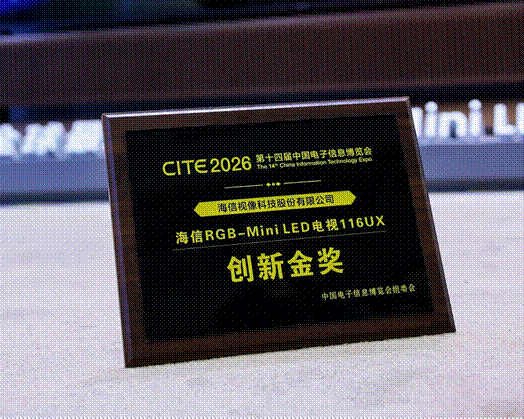 CITE2026 第十四届中国电子信息博览会
The 14th China Information Technology Expo
海信视像科技股份有限公司
海信RGB-Mini LED电视116UX
创新金奖
中国电子信息博览会组委会
ini L